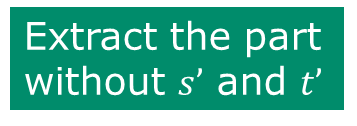 Extract the part
without s’ and t’